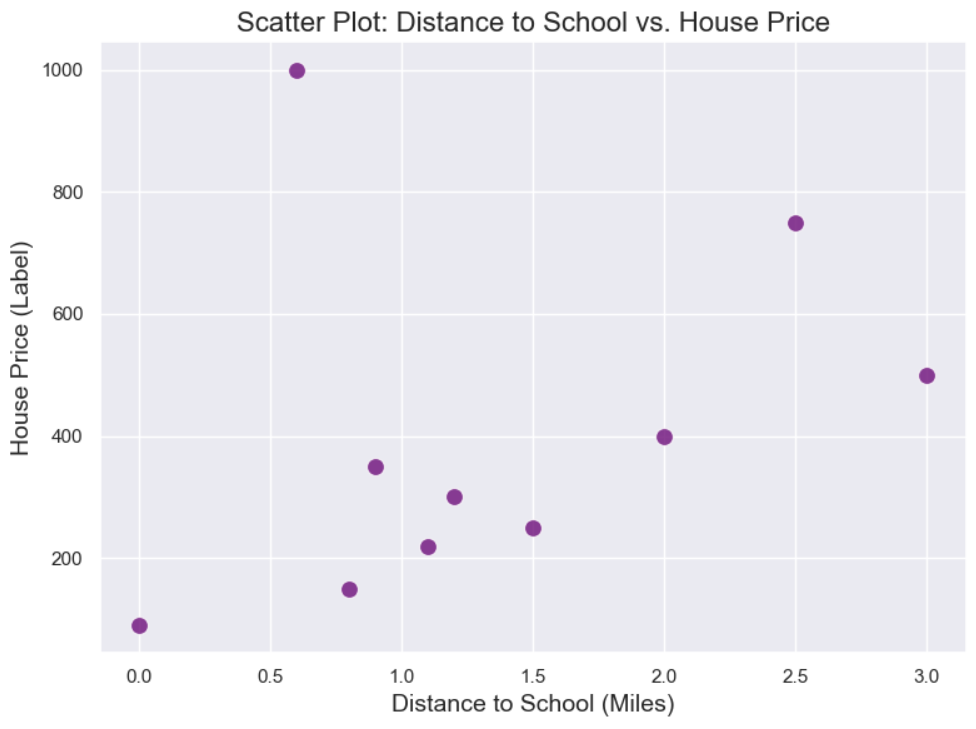 Scatter Plot: Distance to School vs. House Price
House Price (Label)
1000
800
600
400
200
0.0 0.5 1.0 1.5 2.0 2.5 3.0
Distance to School (Miles)